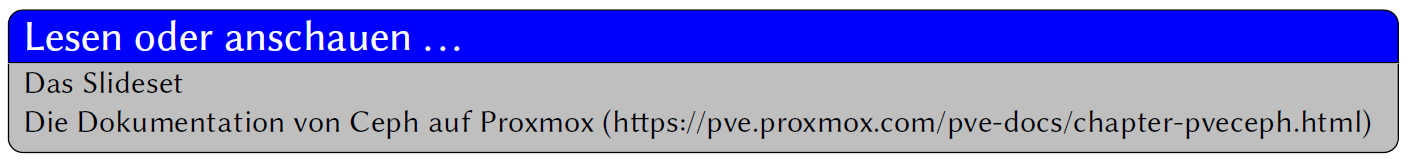 Lesen oder anschauen …
Das Slideset
Die Dokumentation von Ceph auf Proxmox (https://pve.proxmox.com/pve-docs/chapter-pveceph.html)